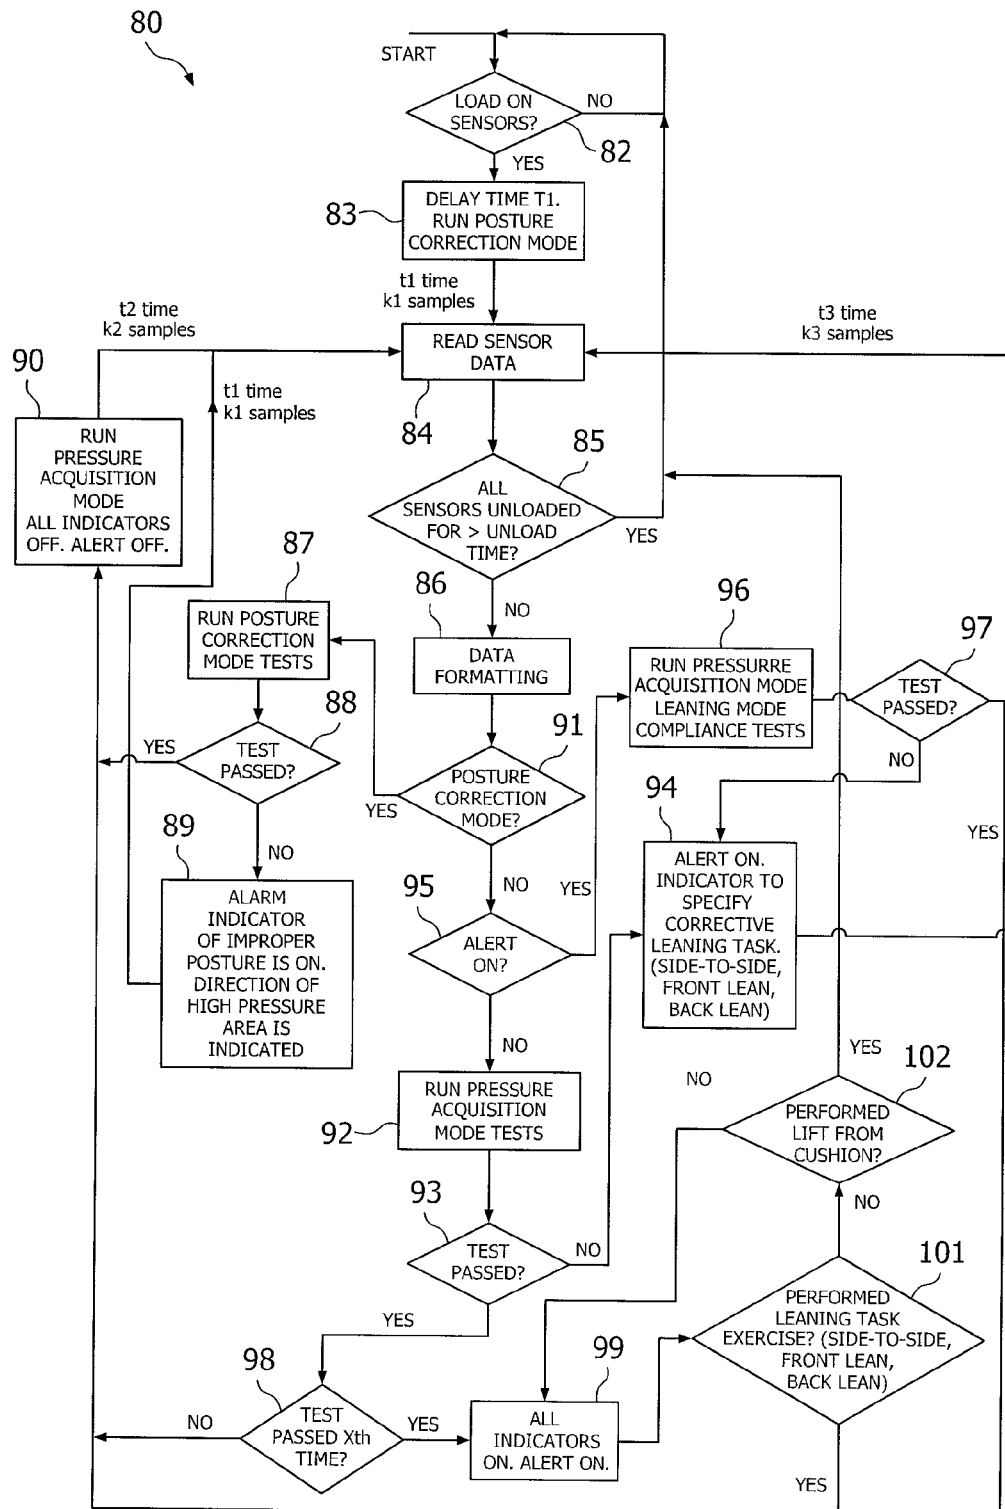 80
START
LOAD ON
SENSORS?
NO
82
YES
83
DELAY TIME T1.
RUN POSTURE
CORRECTION MODE
t1 time
k1 samples
t2 time
k2 samples
t3 time
k3 samples
READ SENSOR
DATA
84
90
t1 time
k1 samples
RUN
PRESSURE
ACQUISITION
MODE
ALL INDICATORS
OFF. ALERT OFF.
85
ALL
SENSORS UNLOADED
FOR > UNLOAD
TIME?
YES
NO
87
RUN POSTURE
CORRECTION
MODE TESTS
86
DATA
FORMATTING
96
RUN PRESSURRE
ACQUISITION MODE
LEANING MODE
COMPLIANCE TESTS
97
TEST
PASSED?
NO
YES
88
YES
TEST
PASSED?
NO
91
POSTURE
CORRECTION
MODE?
YES
NO
94
ALERT ON.
INDICATOR TO
SPECIFY
CORRECTIVE
LEANING TASK.
(SIDE-TO-SIDE,
FRONT LEAN,
BACK LEAN)
89
ALARM
INDICATOR
OF IMPROPER
POSTURE IS ON.
DIRECTION OF
HIGH PRESSURE
AREA IS
INDICATED
95
ALERT
ON?
YES
NO
92
RUN PRESSURE
ACQUISITION
MODE TESTS
YES
102
NO
PERFORMED
LIFT FROM
CUSHION?
NO
93
TEST
PASSED?
NO
YES
101
PERFORMED
LEANING TASK
EXERCISE? (SIDE-TO-SIDE,
FRONT LEAN,
BACK LEAN)
YES
98
NO
TEST
PASSED Xth
TIME?
YES
99
ALL
INDICATORS
ON. ALERT ON.